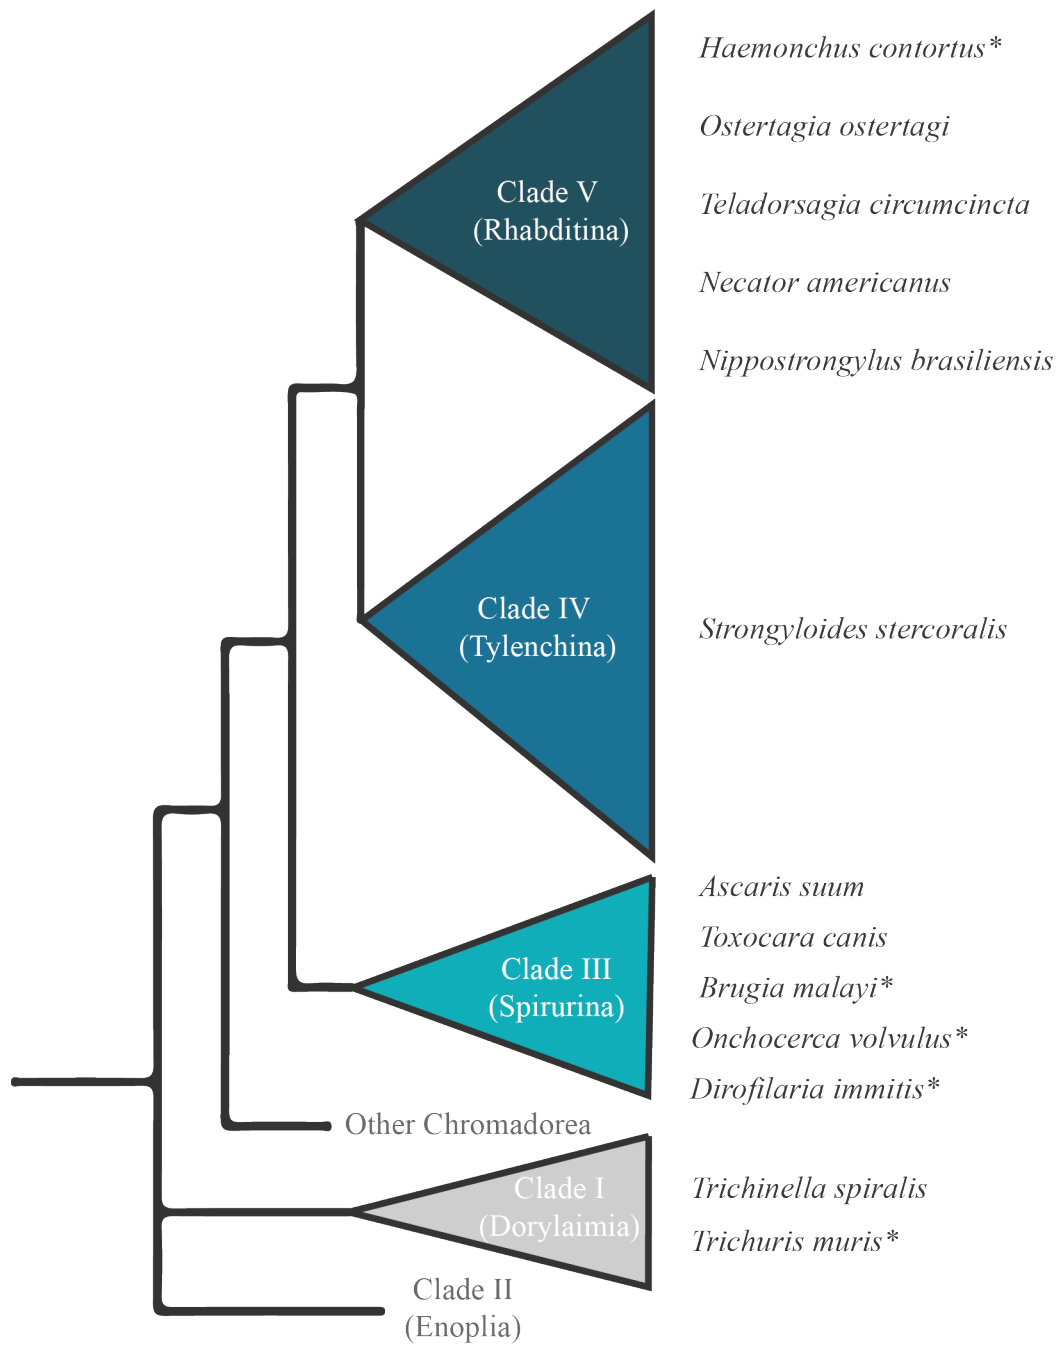 Haemonchus contortus*
Ostertagia ostertagi
Clade V
(Rhabditina)
Teladorsagia circumcincta
Necator americanus
Nippostrongylus brasiliensis
Clade IV
(Tylenchina)
Strongyloides stercoralis
Ascaris suum
Toxocara canis
Clade III
(Spirurina)
Brugia malayi*
Onchocerca volvulus*
Dirofilaria immitis*
Other Chromadorea
Clade I
(Dorylaimia)
Trichinella spiralis
Trichuris muris*
Clade II
(Enoplia)